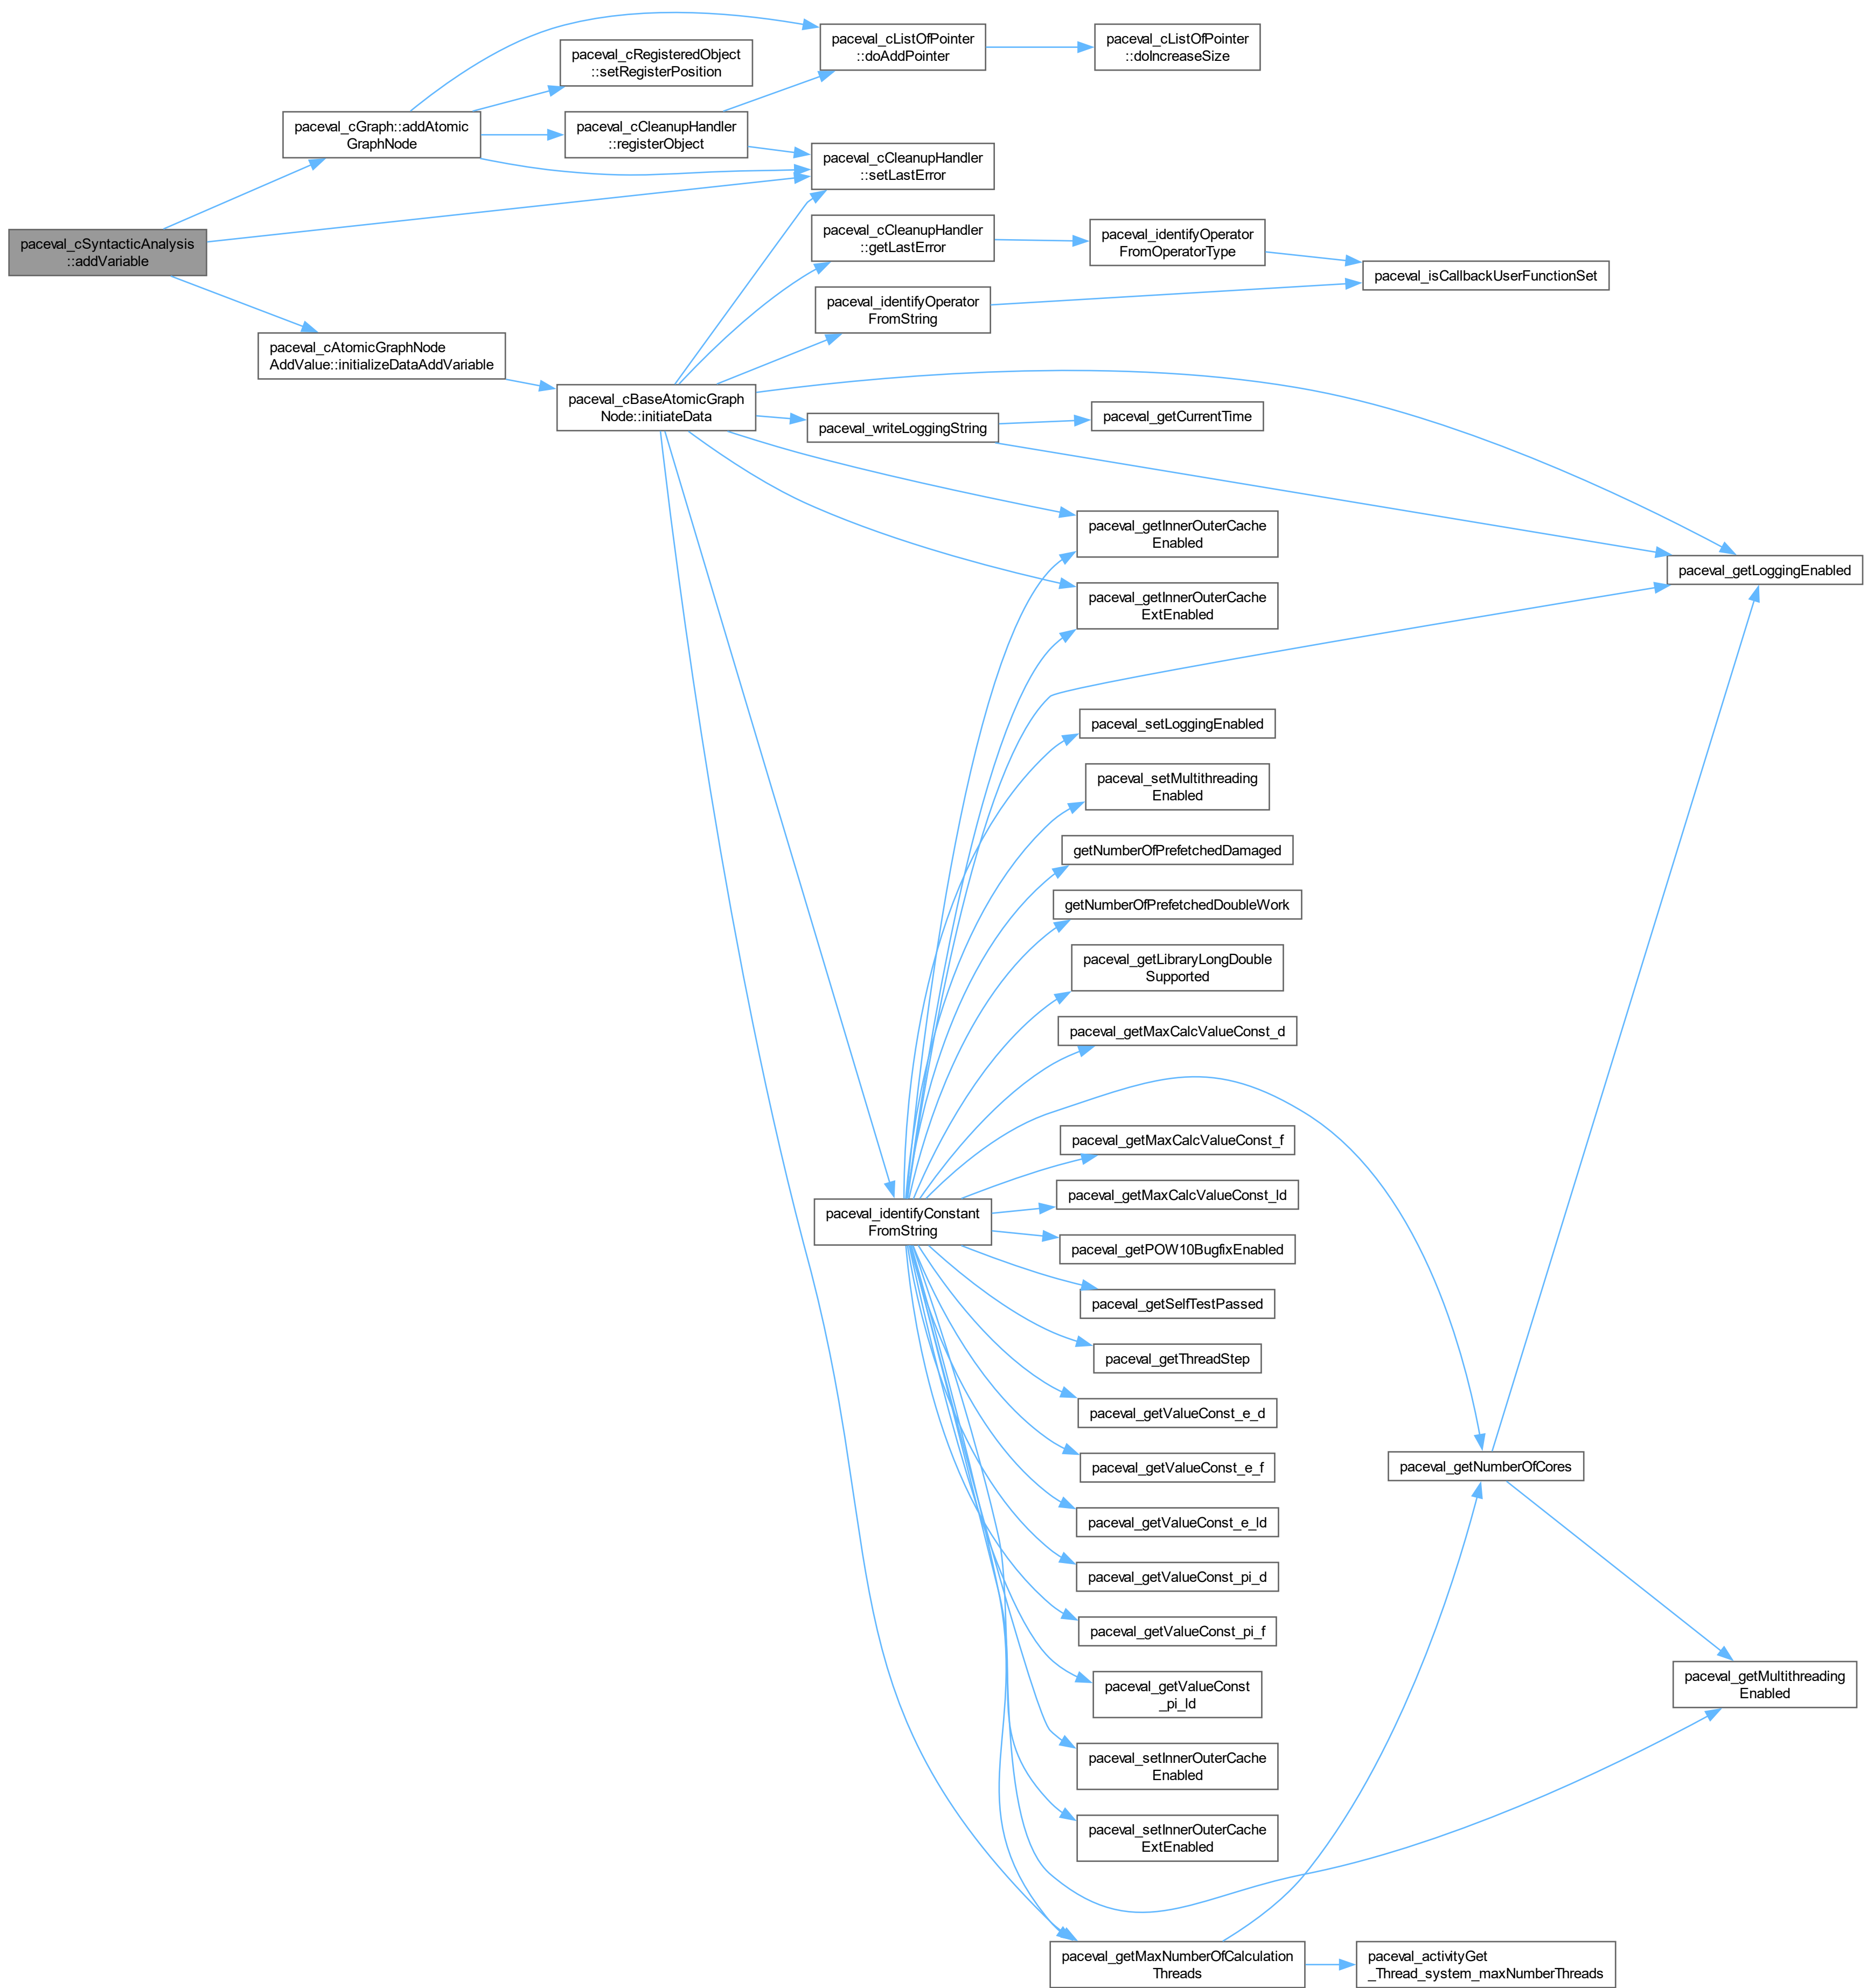 paceval_cSyntacticAnalysis
::addVariable
paceval_cGraph::addAtomic
GraphNode
paceval_cAtomicGraphNode
AddValue::initializeDataAddVariable
paceval_cRegisteredObject
::setRegisterPosition
paceval_cCleanupHandler
::registerObject
paceval_cBaseAtomicGraph
Node::initiateData
paceval_cListOfPointer
::doAddPointer
paceval_cCleanupHandler
::setLastError
paceval_cCleanupHandler
::getLastError
paceval_identifyOperator
FromString
paceval_writeLoggingString
paceval_identifyConstant
FromString
paceval_cListOfPointer
::doIncreaseSize
paceval_identifyOperator
FromOperatorType
paceval_getCurrentTime
paceval_getInnerOuterCache
Enabled
paceval_getInnerOuterCache
ExtEnabled
paceval_setLoggingEnabled
paceval_setMultithreading
Enabled
getNumberOfPrefetchedDamaged
getNumberOfPrefetchedDoubleWork
paceval_getLibraryLongDouble
Supported
paceval_getMaxCalcValueConst_d
paceval_getMaxCalcValueConst_f
paceval_getMaxCalcValueConst_ld
paceval_getPOW10BugfixEnabled
paceval_getSelfTestPassed
paceval_getThreadStep
paceval_getValueConst_e_d
paceval_getValueConst_e_f
paceval_getValueConst_e_ld
paceval_getValueConst_pi_d
paceval_getValueConst_pi_f
paceval_getValueConst
_pi_ld
paceval_setInnerOuterCache
Enabled
paceval_setInnerOuterCache
ExtEnabled
paceval_getMaxNumberOfCalculation
Threads
paceval_isCallbackUserFunctionSet
paceval_getNumberOfCores
paceval_activityGet
_Thread_system_maxNumberThreads
paceval_getLoggingEnabled
paceval_getMultithreading
Enabled